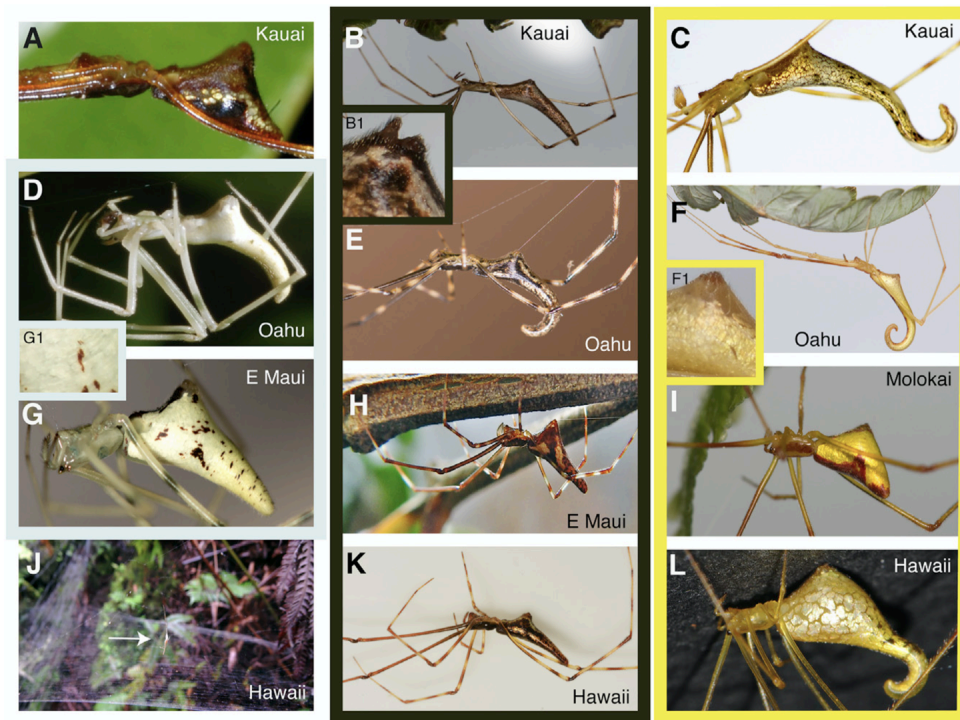 A
Kauai
B
Kauai
B1
C
Kauai
D
Oahu
E
Oahu
F
F1
Oahu
G1
E Maui
G
H
E Maui
Molokai
I
J
Hawaii
K
Hawaii
L
Hawaii